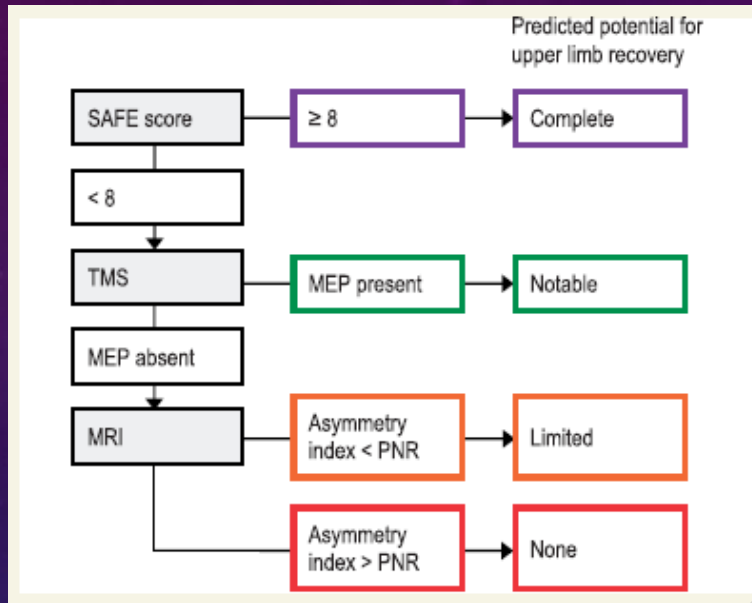 Predicted potential for
upper limb recovery
SAFE score
≥ 8
Complete
< 8
TMS
MEP present
Notable
MEP absent
MRI
Asymmetry
index < PNR
Limited
Asymmetry
index > PNR
None